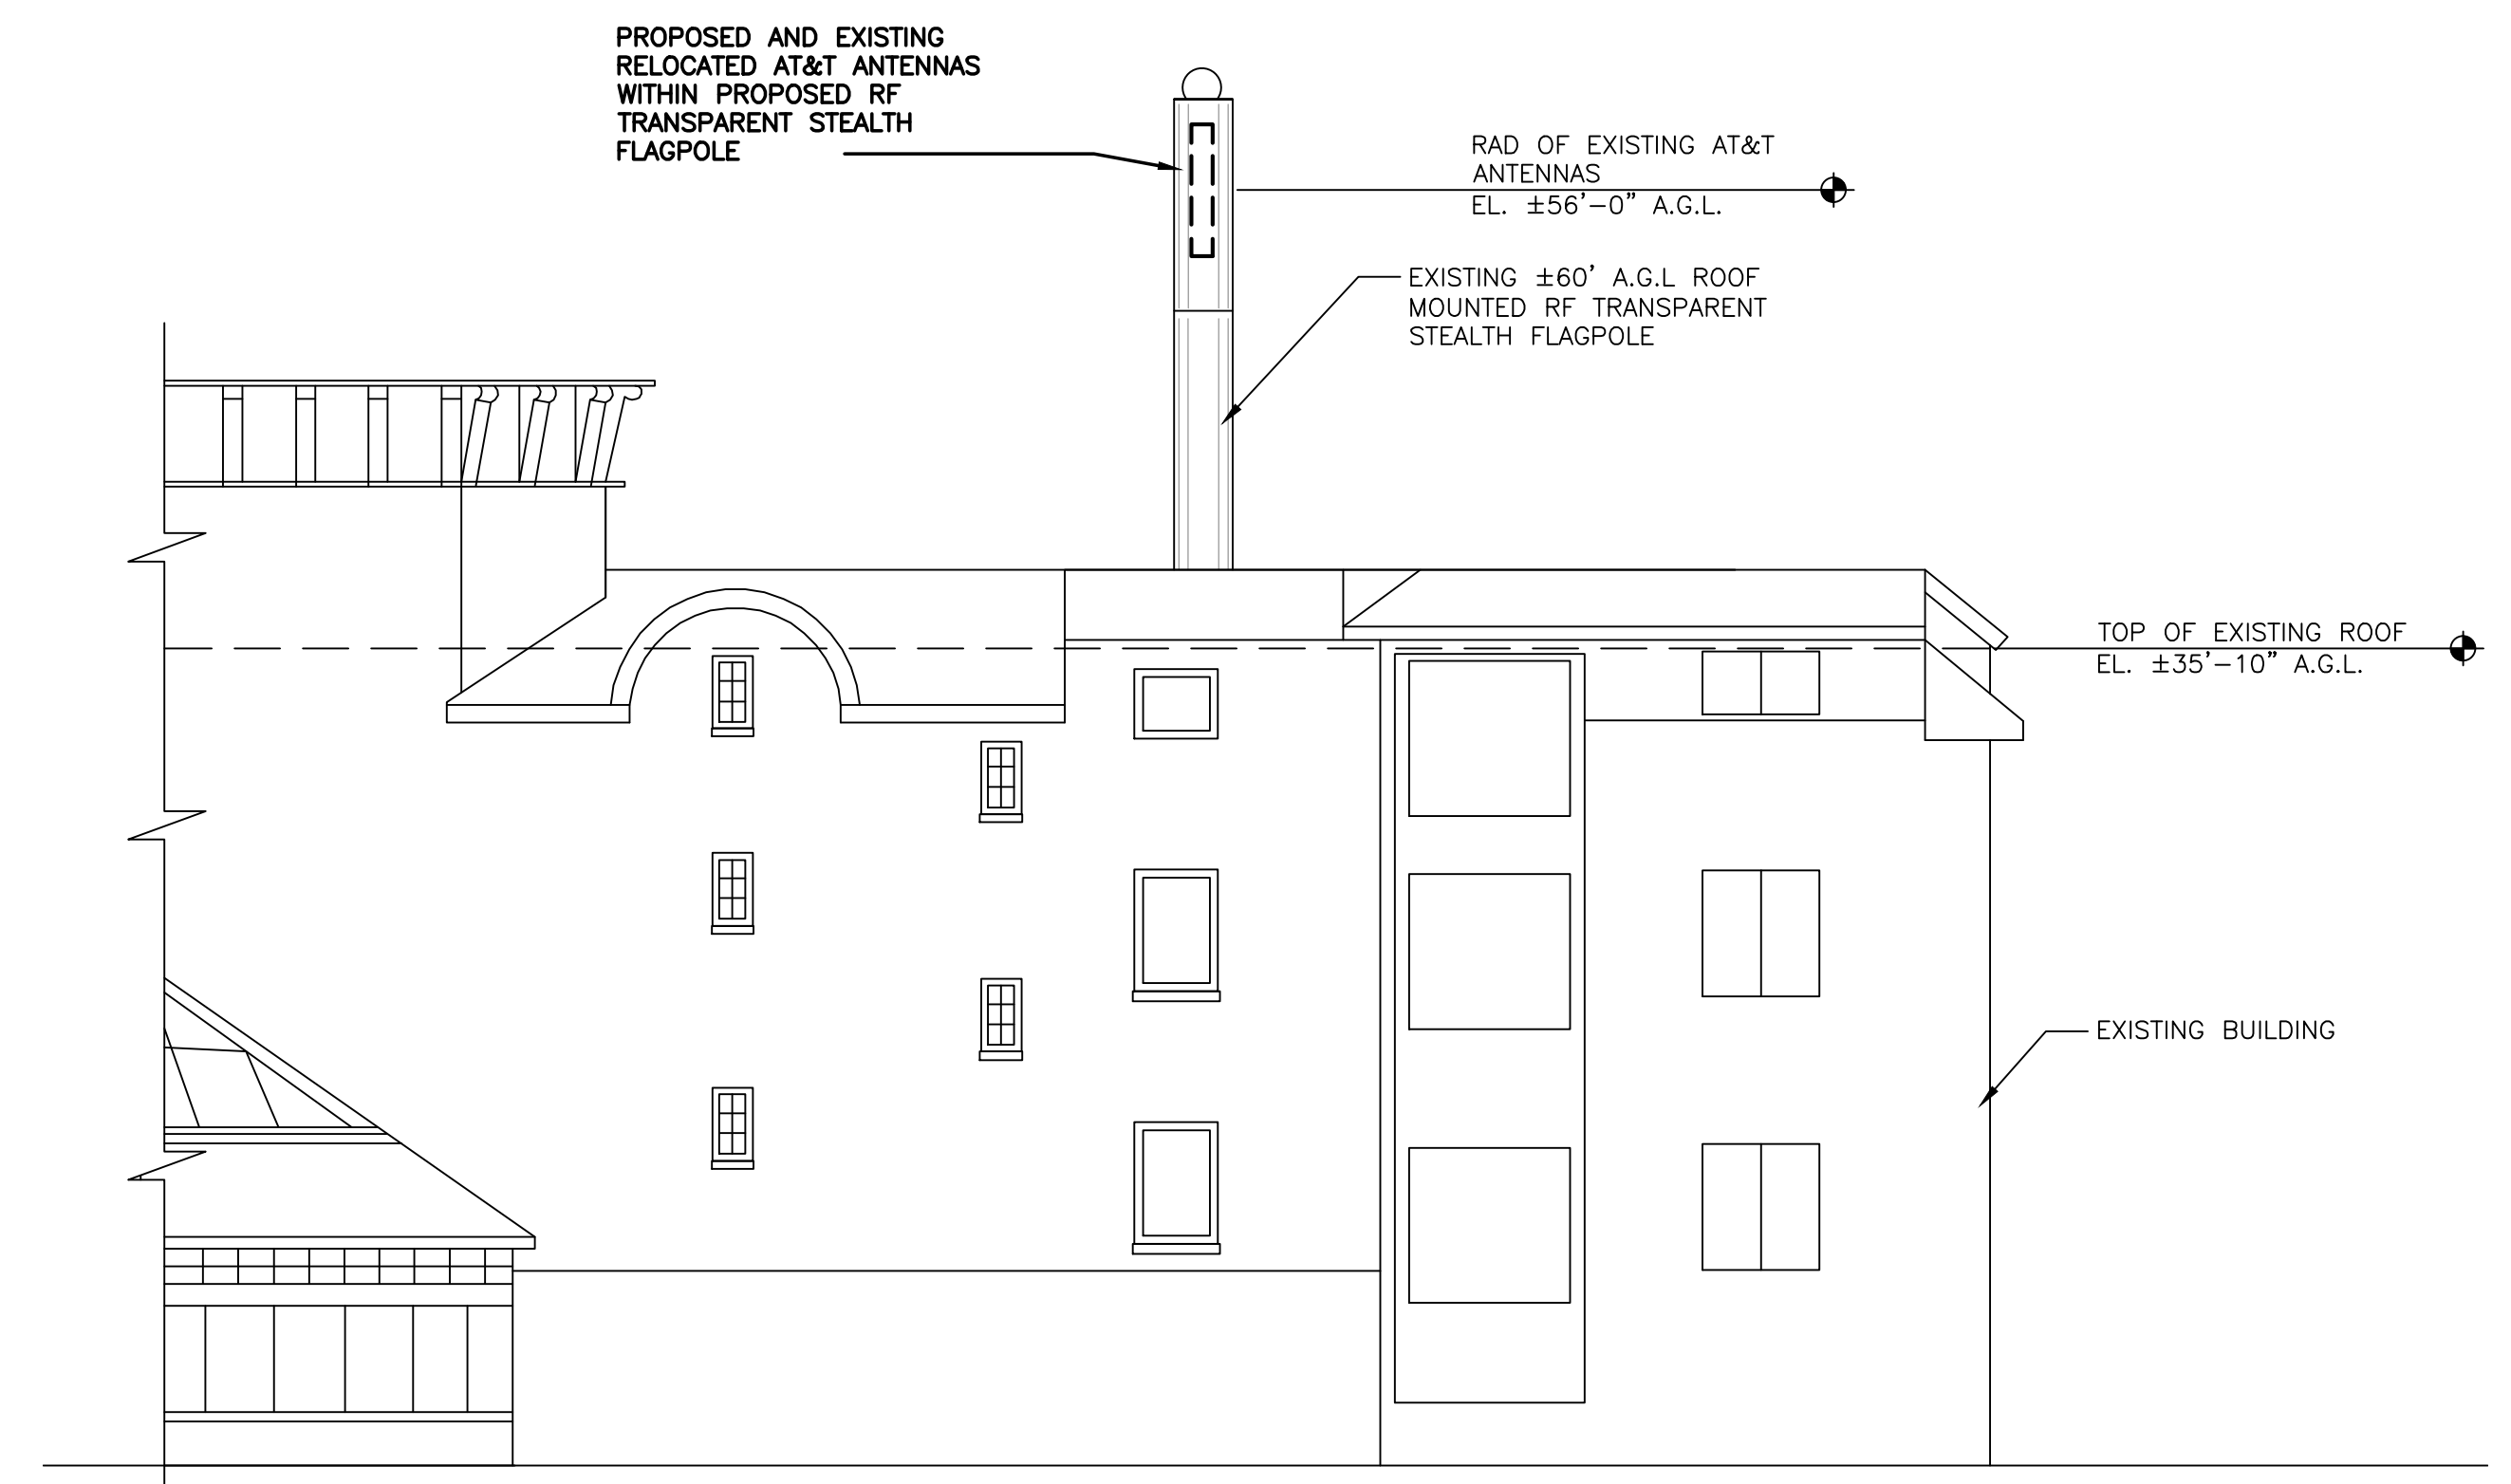 PROPOSED AND EXISTING
RELOCATED AT&T ANTENNAS
WITHIN PROPOSED RF
TRANSPARENT STEALTH
FLAGPOLE
RAD OF EXISTING AT&T
ANTENNAS
EL. ±56'-0" A.G.L.
EXISTING ±60' A.G.L ROOF
MOUNTED RF TRANSPARENT
STEALTH FLAGPOLE
TOP OF EXISTING ROOF
EL. ±35'-10" A.G.L.
EXISTING BUILDING